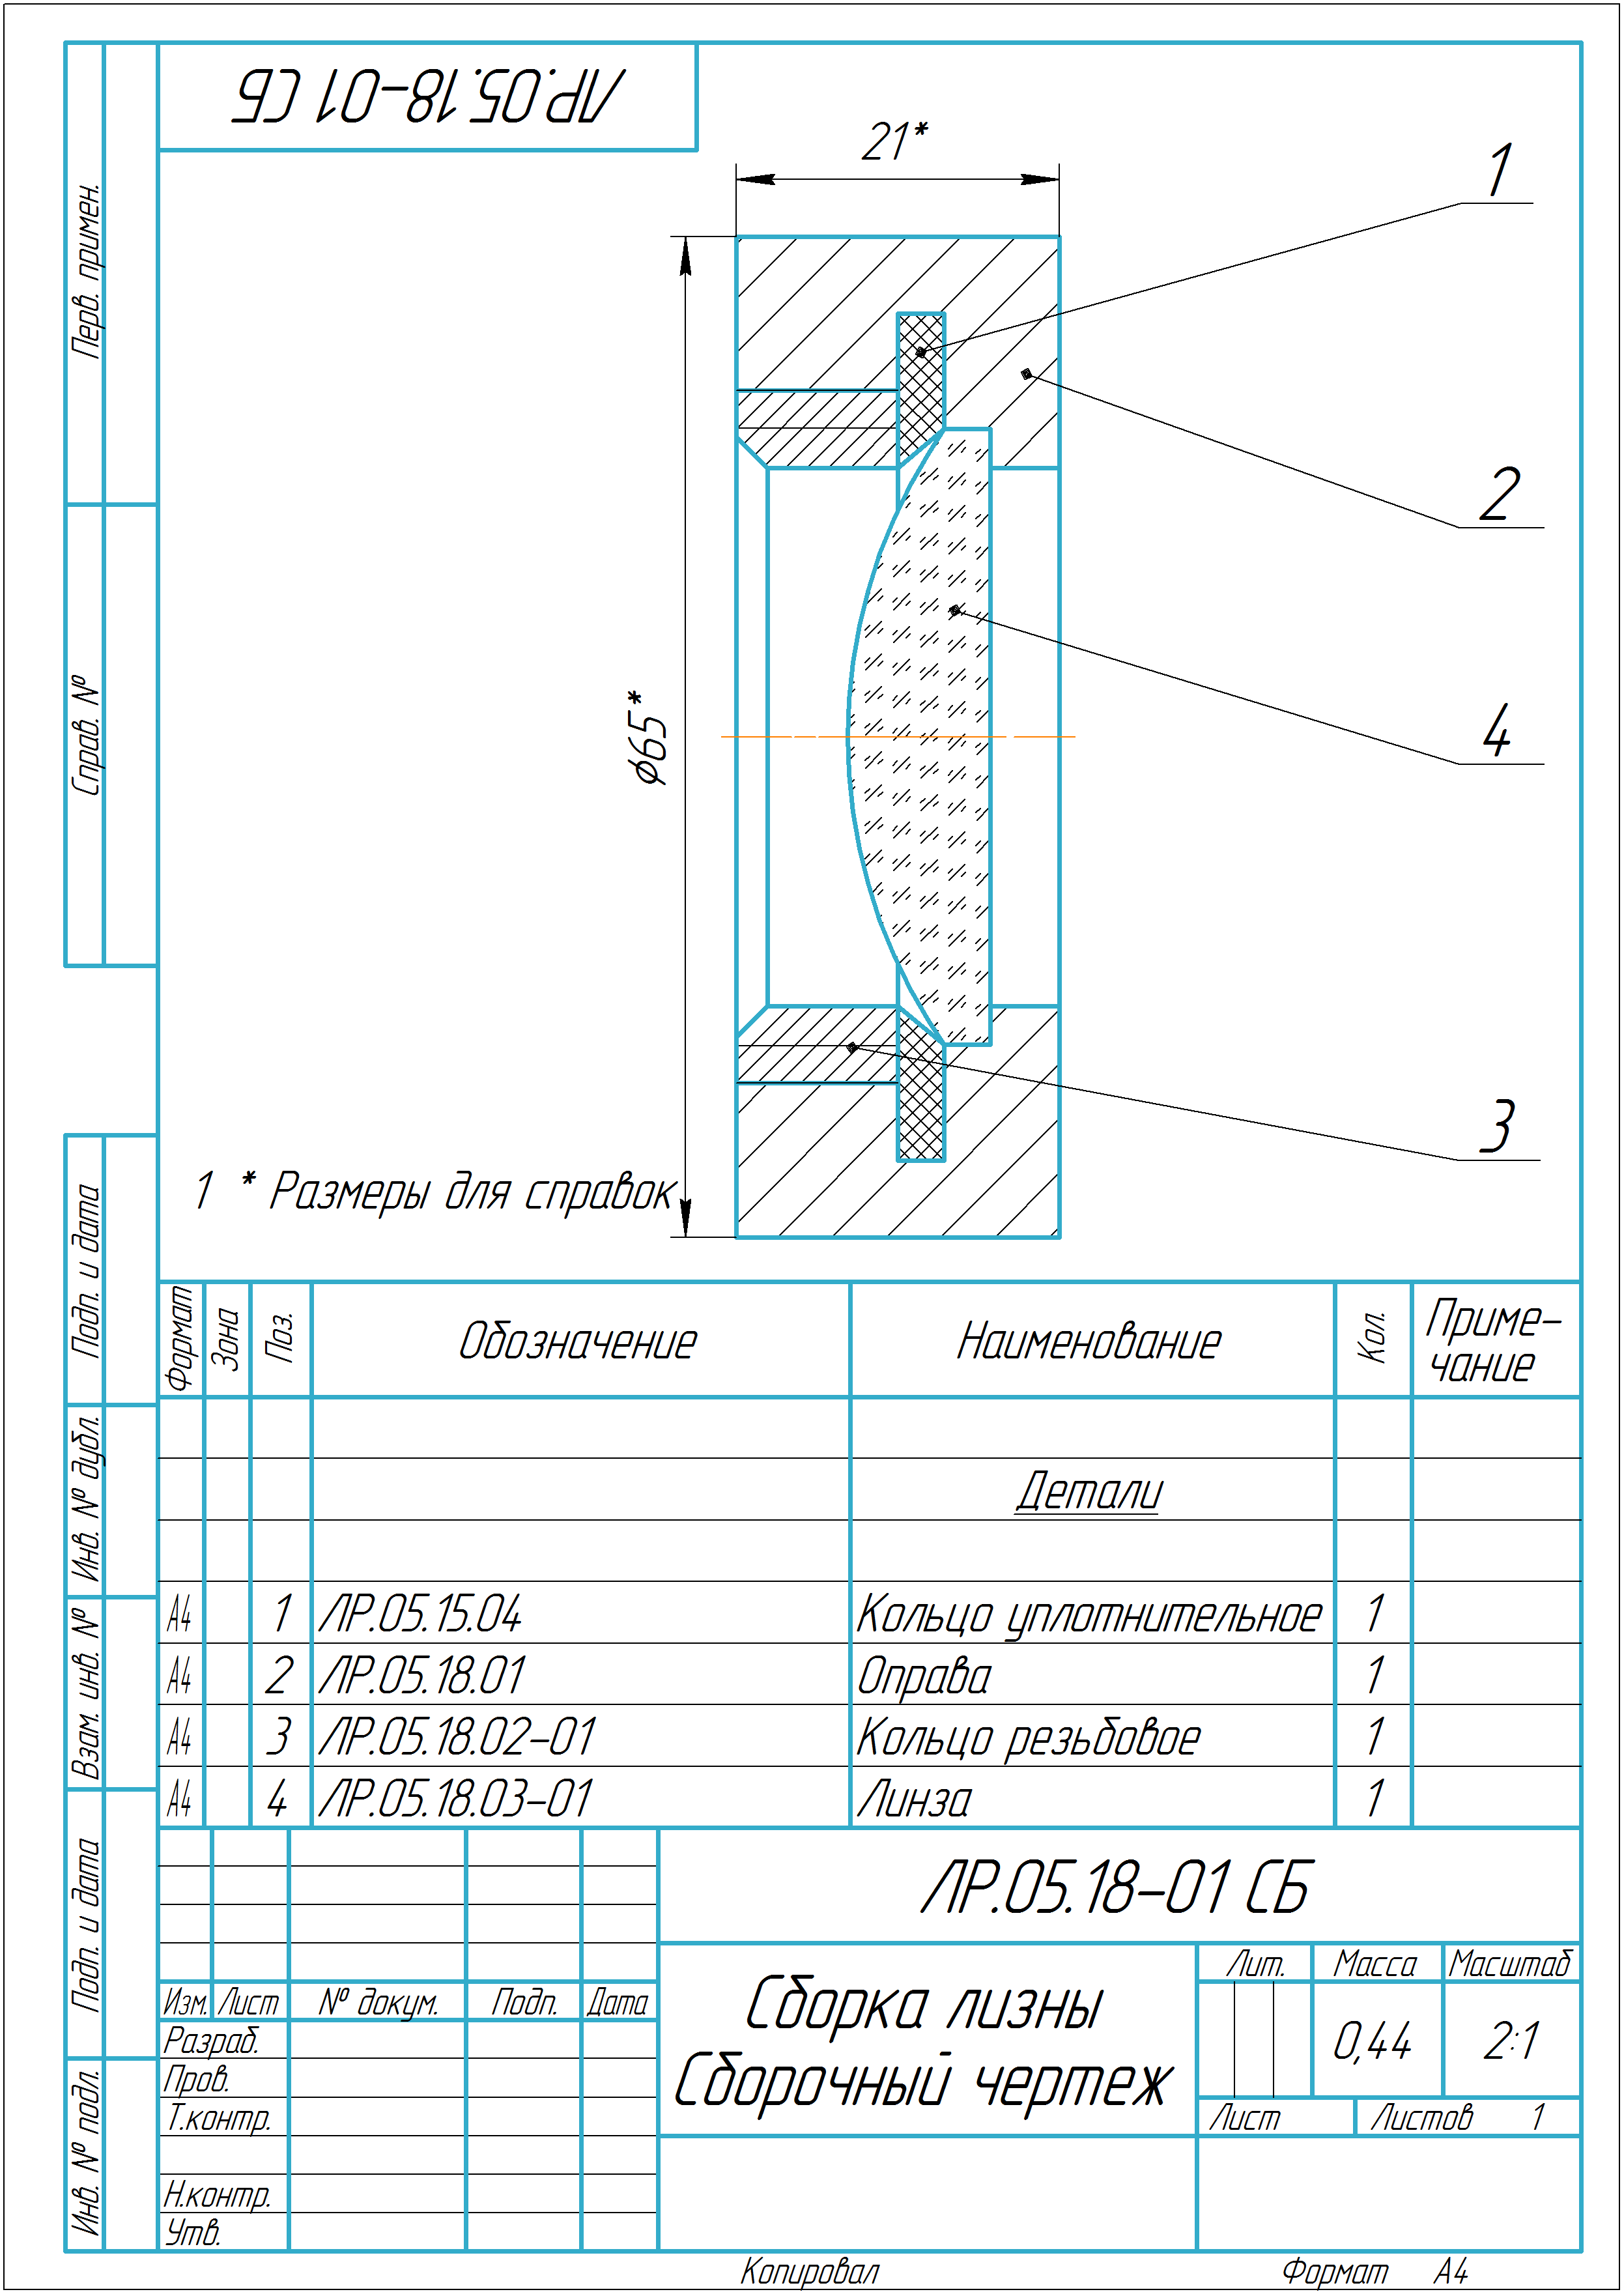 ЛР.05.18-01 СБ
21*
1
2
⌀65*
4
3
1 * Размеры для справок
Перв. примен.
Справ. №
Подп. и дата
Инв. № дубл.
Взам. инв. №
Подп. и дата
Инв. № подл.
Формат Зона Поз. Обозначение Наименование Кол. Приме-
чание
Детали
А4 1 ЛР.05.15.04 Кольцо уплотнительное 1
А4 2 ЛР.05.18.01 Оправа 1
А4 3 ЛР.05.18.02-01 Кольцо резьбовое 1
А4 4 ЛР.05.18.03-01 Линза 1
ЛР.05.18-01 СБ
Сборка лизны
Сборочный чертеж
Лит. Масса Масштаб
0,44 2:1
Лист Листов 1
Изм. Лист № докум. Подп. Дата
Разраб.
Пров.
Т.контр.
Н.контр.
Утв.
Копировал Формат А4